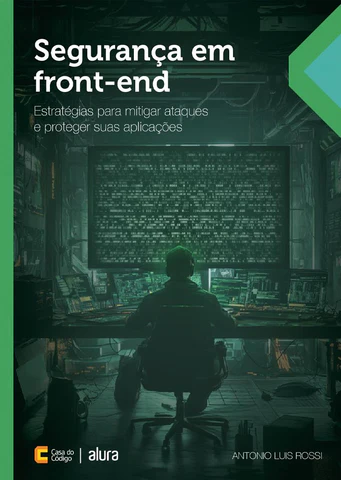 Segurança em
front-end
Estratégias para mitigar ataques
e proteger suas aplicações
Casa do
Código
alura
ANTONIO LUIS ROSSI